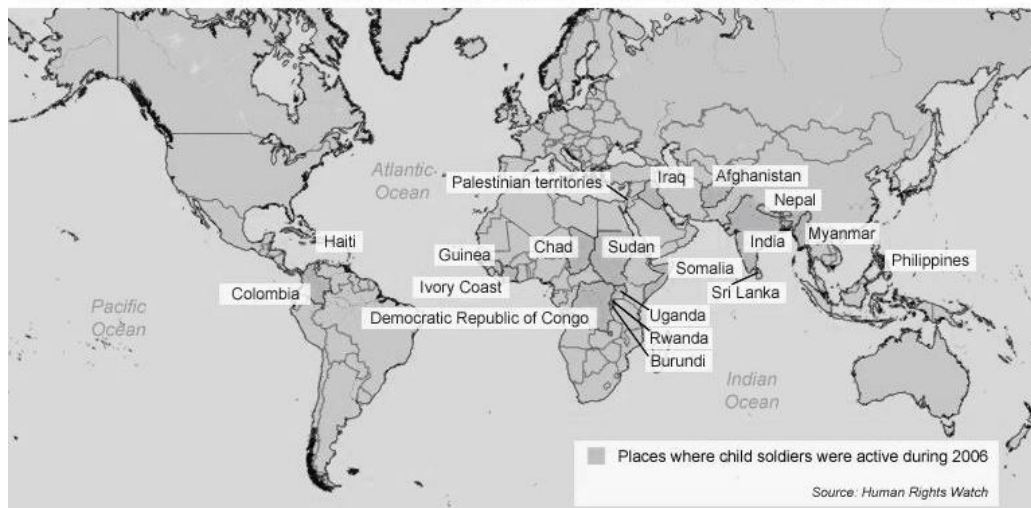 Atlantic
Ocean
Palestinian territories
Iraq
Afghanistan
Nepal
Haiti
Guinea
Chad
Sudan
India
Myanmar
Philippines
Somalia
Colombia
Ivory Coast
Sri Lanka
Pacific
Ocean
Democratic Republic of Congo
Uganda
Rwanda
Burundi
Indian
Ocean
Places where child soldiers were active during 2006
Source: Human Rights Watch